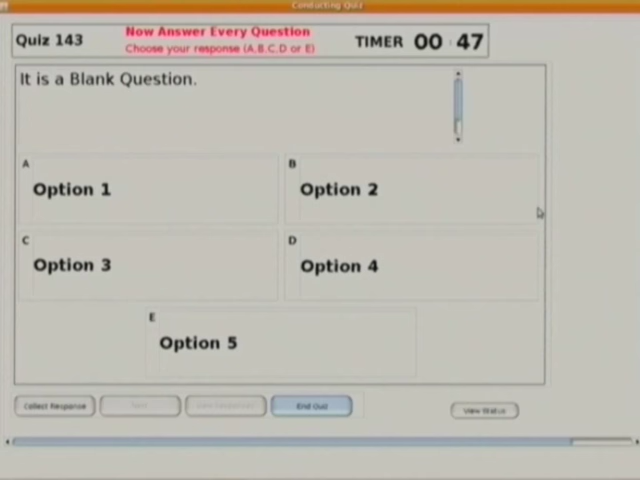 Conducting Quiz
Quiz 143
Now Answer Every Question
Choose your response (A,B,C,D or E)
TIMER 00 : 47
It is a Blank Question.
A
Option 1
B
Option 2
C
Option 3
D
Option 4
E
Option 5
Collect Response
Next
End Quiz
View Status